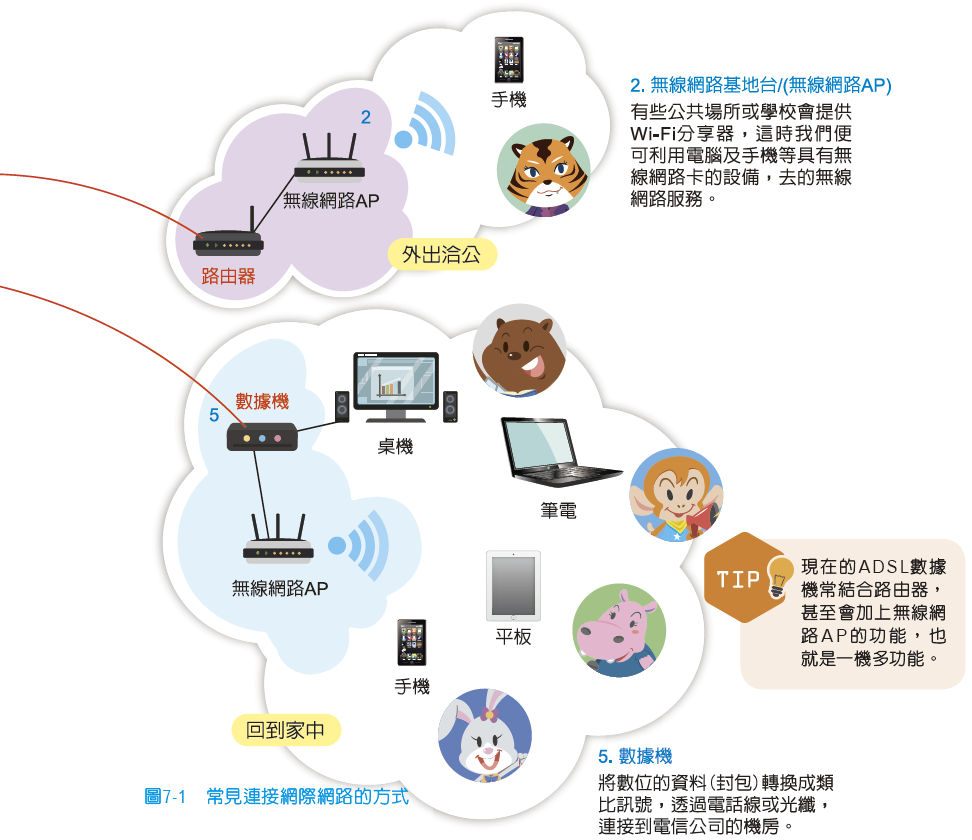 手機
2
無線網路AP
路由器
外出洽公
2. 無線網路基地台/(無線網路AP)
有些公共場所或學校會提供
Wi-Fi分享器，這時我們便
可利用電腦及手機等具有無
線網路卡的設備，去的無線
網路服務。
數據機
5
桌機
筆電
無線網路AP
平板
手機
回到家中
TIP
現在的ADSL數據
機常結合路由器，
甚至會加上無線網
路AP的功能，也
就是一機多功能。
5. 數據機
將數位的資料(封包)轉換成類
比訊號，透過電話線或光纖，
連接到電信公司的機房。
圖7-1 常見連接網際網路的方式